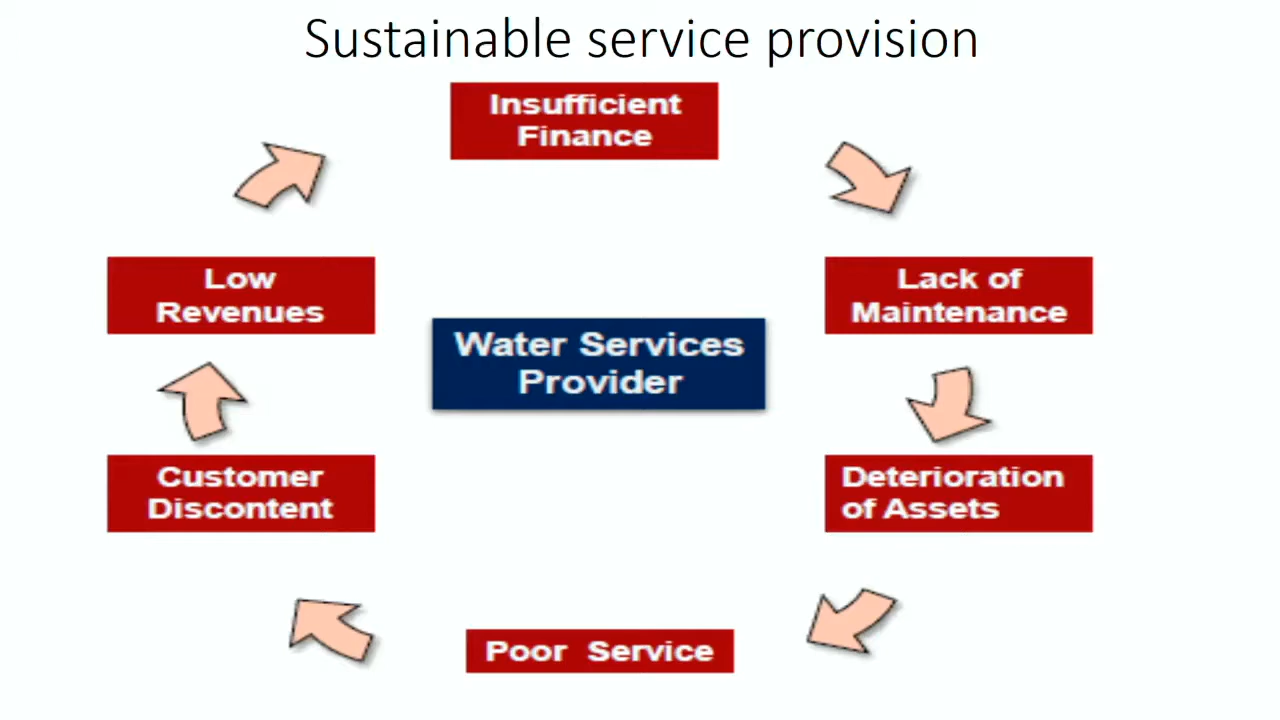 Sustainable service provision
Insufficient
Finance
Low
Revenues
Lack of
Maintenance
Water Services
Provider
Customer
Discontent
Deterioration
of Assets
Poor Service